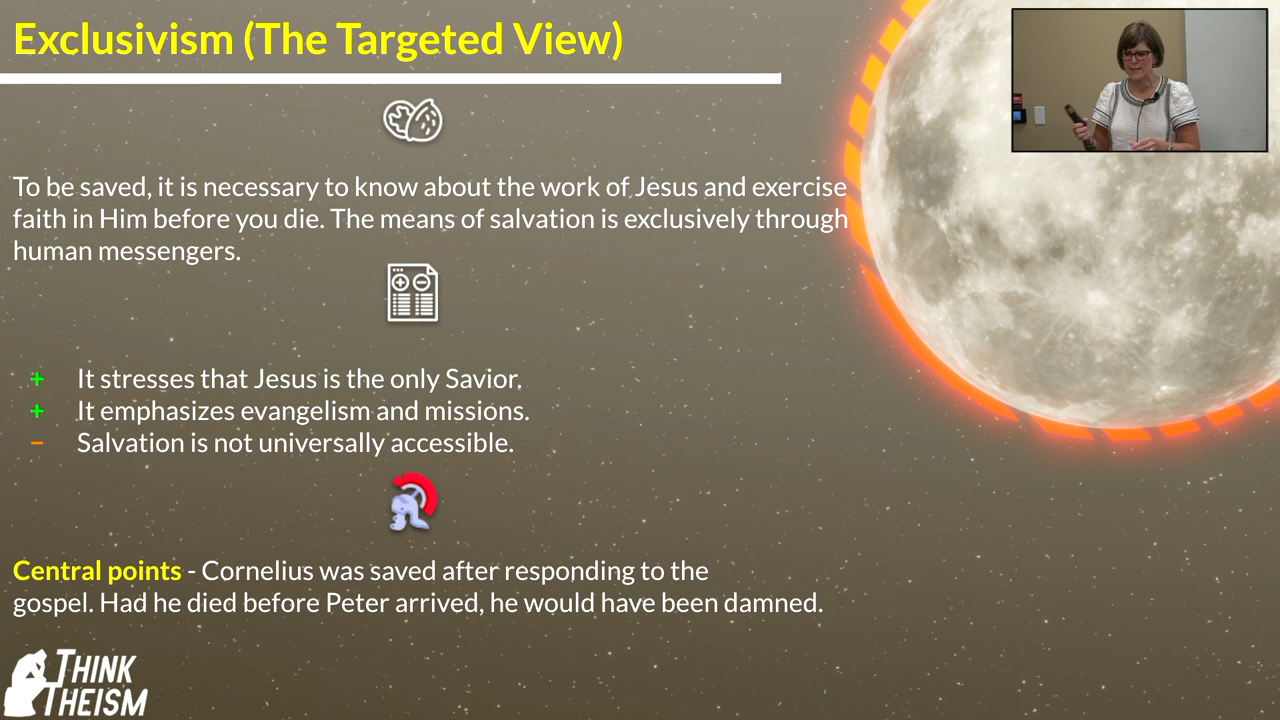 Exclusivism (The Targeted View)
To be saved, it is necessary to know about the work of Jesus and exercise
faith in Him before you die. The means of salvation is exclusively through
human messengers.
+ It stresses that Jesus is the only Savior,
+ It emphasizes evangelism and missions.
− Salvation is not universally accessible.
Central points - Cornelius was saved after responding to the
gospel. Had he died before Peter arrived, he would have been damned.
THINK
THEISM